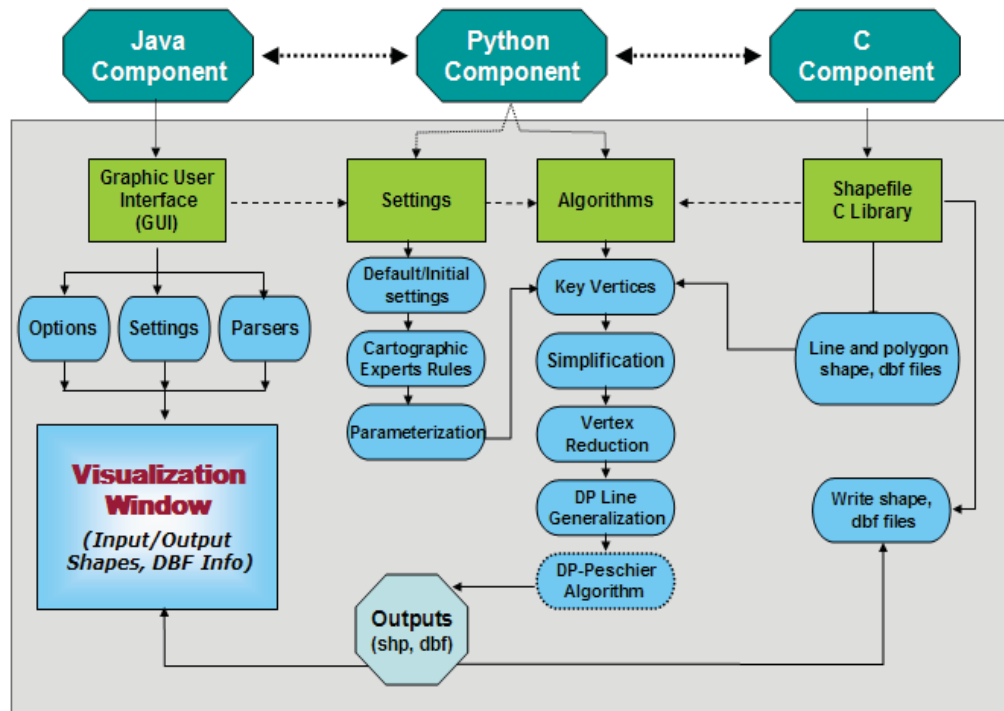 Java
Component
Python
Component
C
Component
Graphic User
Interface
(GUI)
Settings
Algorithms
Shapefile
C Library
Default/Initial
settings
Key Vertices
Options
Settings
Parsers
Cartographic
Experts Rules
Simplification
Line and polygon
shape, dbf files
Parameterization
Vertex
Reduction
Visualization
Window
(Input/Output
Shapes, DBF Info)
DP Line
Generalization
Write shape,
dbf files
DP-Peschier
Algorithm
Outputs
(shp, dbf)